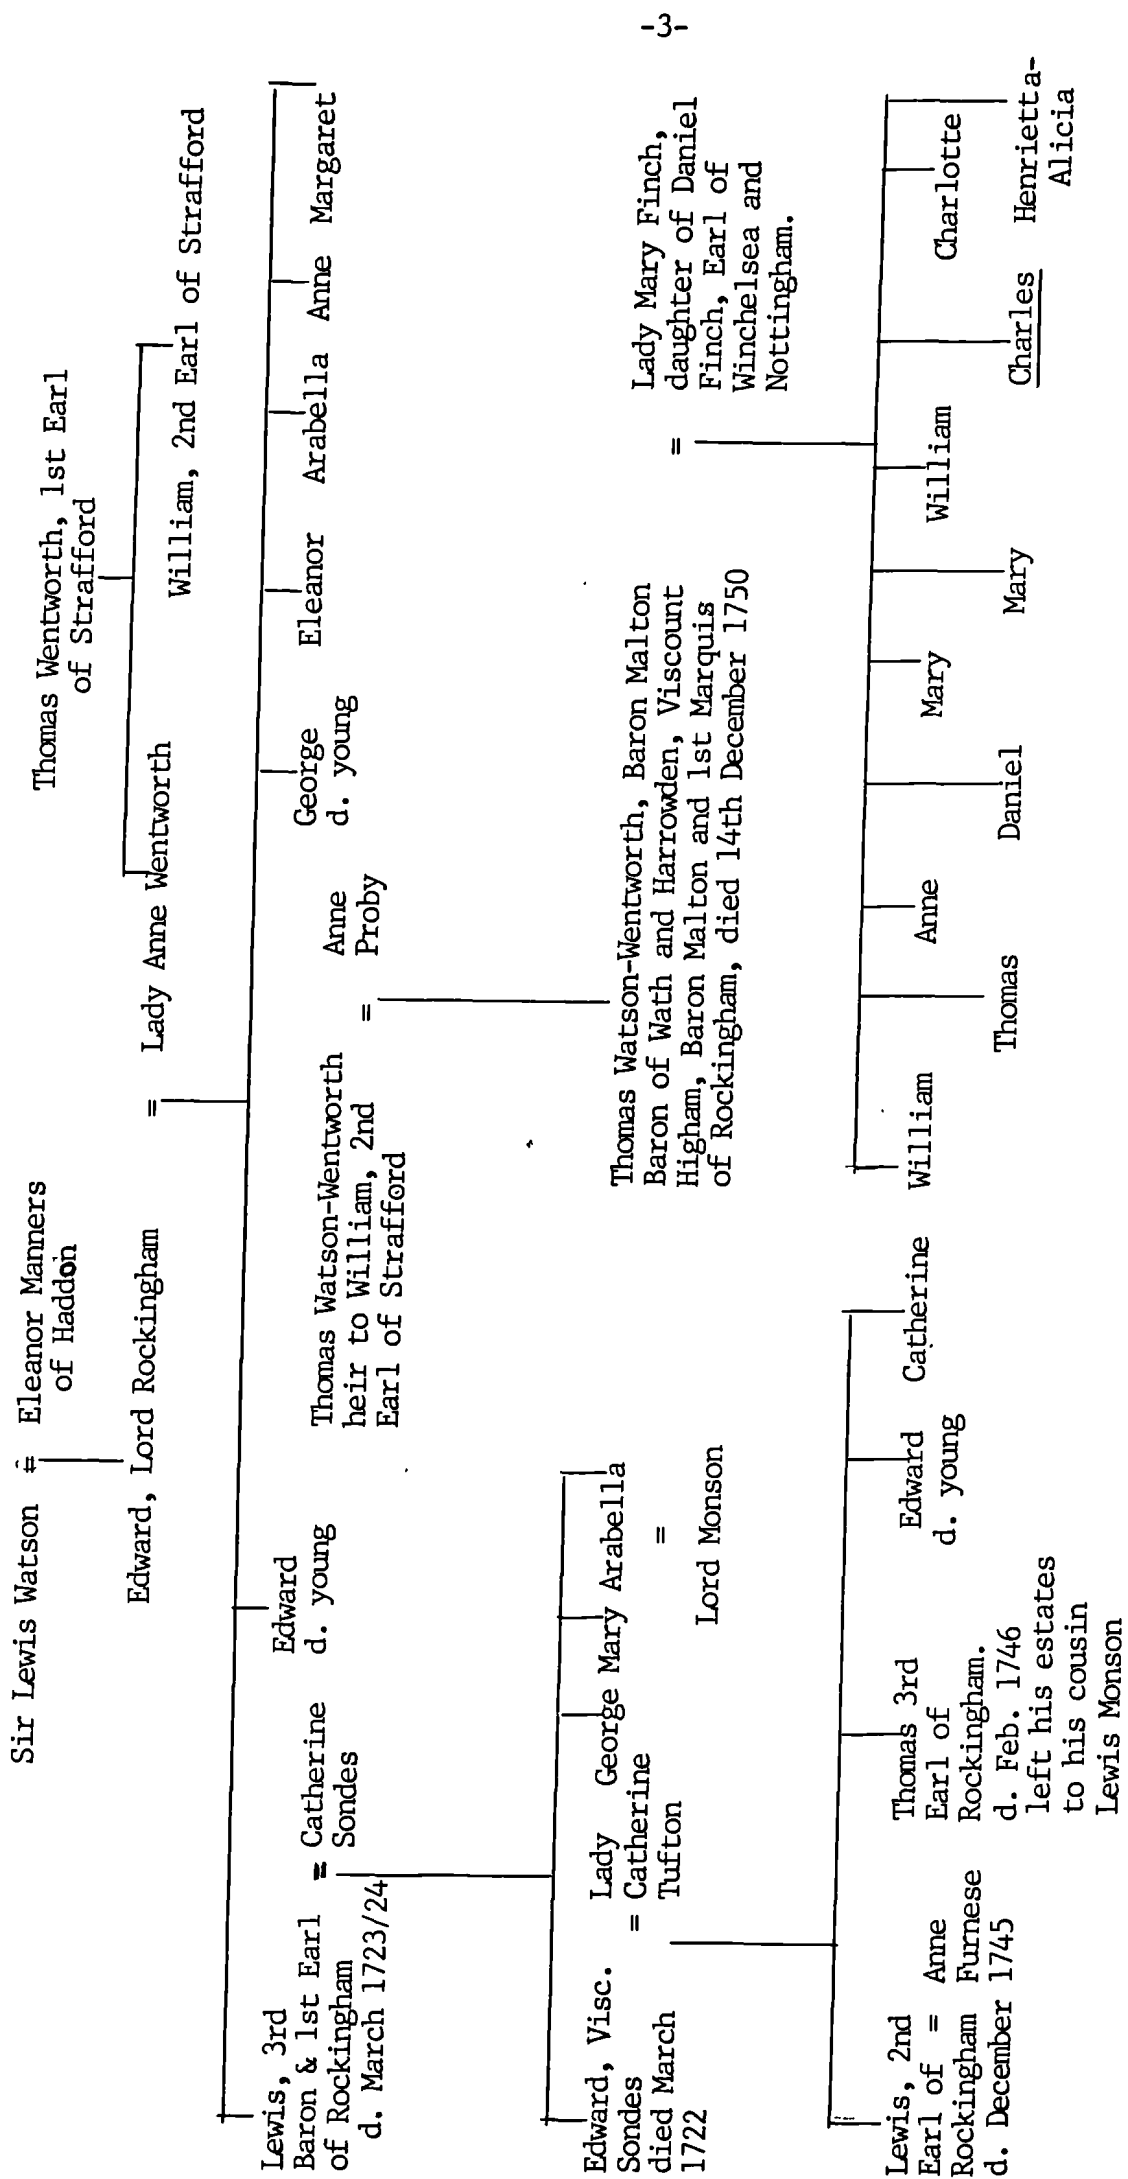 -3-
Sir Lewis Watson = Eleanor Manners
of Haddon
Thomas Wentworth, 1st Earl
of Strafford
Edward, Lord Rockingham = Lady Anne Wentworth
William, 2nd Earl of Strafford
Lewis, 3rd
Baron & 1st Earl
of Rockingham
d. March 1723/24
= Catherine
Sondes
Edward
d. young
Thomas Watson-Wentworth
heir to William, 2nd
Earl of Strafford
=
Anne
Proby
George
d. young
Eleanor
Arabella
Anne
Margaret
Edward, Visc.
Sondes
died March
1722
=
Lady
Catherine
Tufton
George
Mary
Arabella
=
Lord Monson
Thomas Watson-Wentworth, Baron Malton
Baron of Wath and Harrowden, Viscount
Higham, Baron Malton and 1st Marquis
of Rockingham, died 14th December 1750
=
Lady Mary Finch,
daughter of Daniel
Finch, Earl of
Winchelsea and
Nottingham.
Lewis, 2nd
Earl of = Anne
Rockingham Furnese
d. December 1745
Thomas 3rd
Earl of
Rockingham.
d. Feb. 1746
left his estates
to his cousin
Lewis Monson
Edward
d. young
Catherine
William
Thomas
Anne
Daniel
Mary
Mary
William
Charles
Charlotte
Henrietta-
Alicia